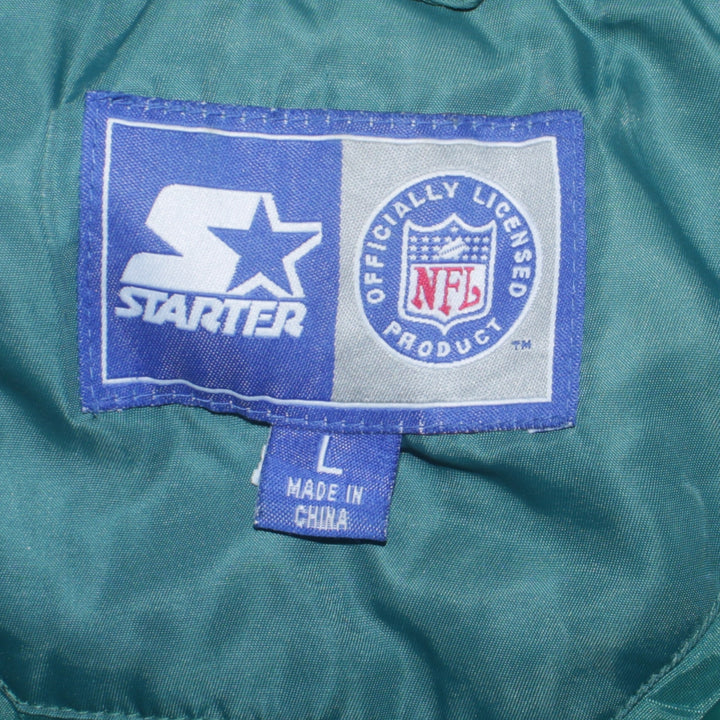 STARTER
OFFICIALLY LICENSED
NFL
PRODUCT
TM
L
MADE IN
CHINA